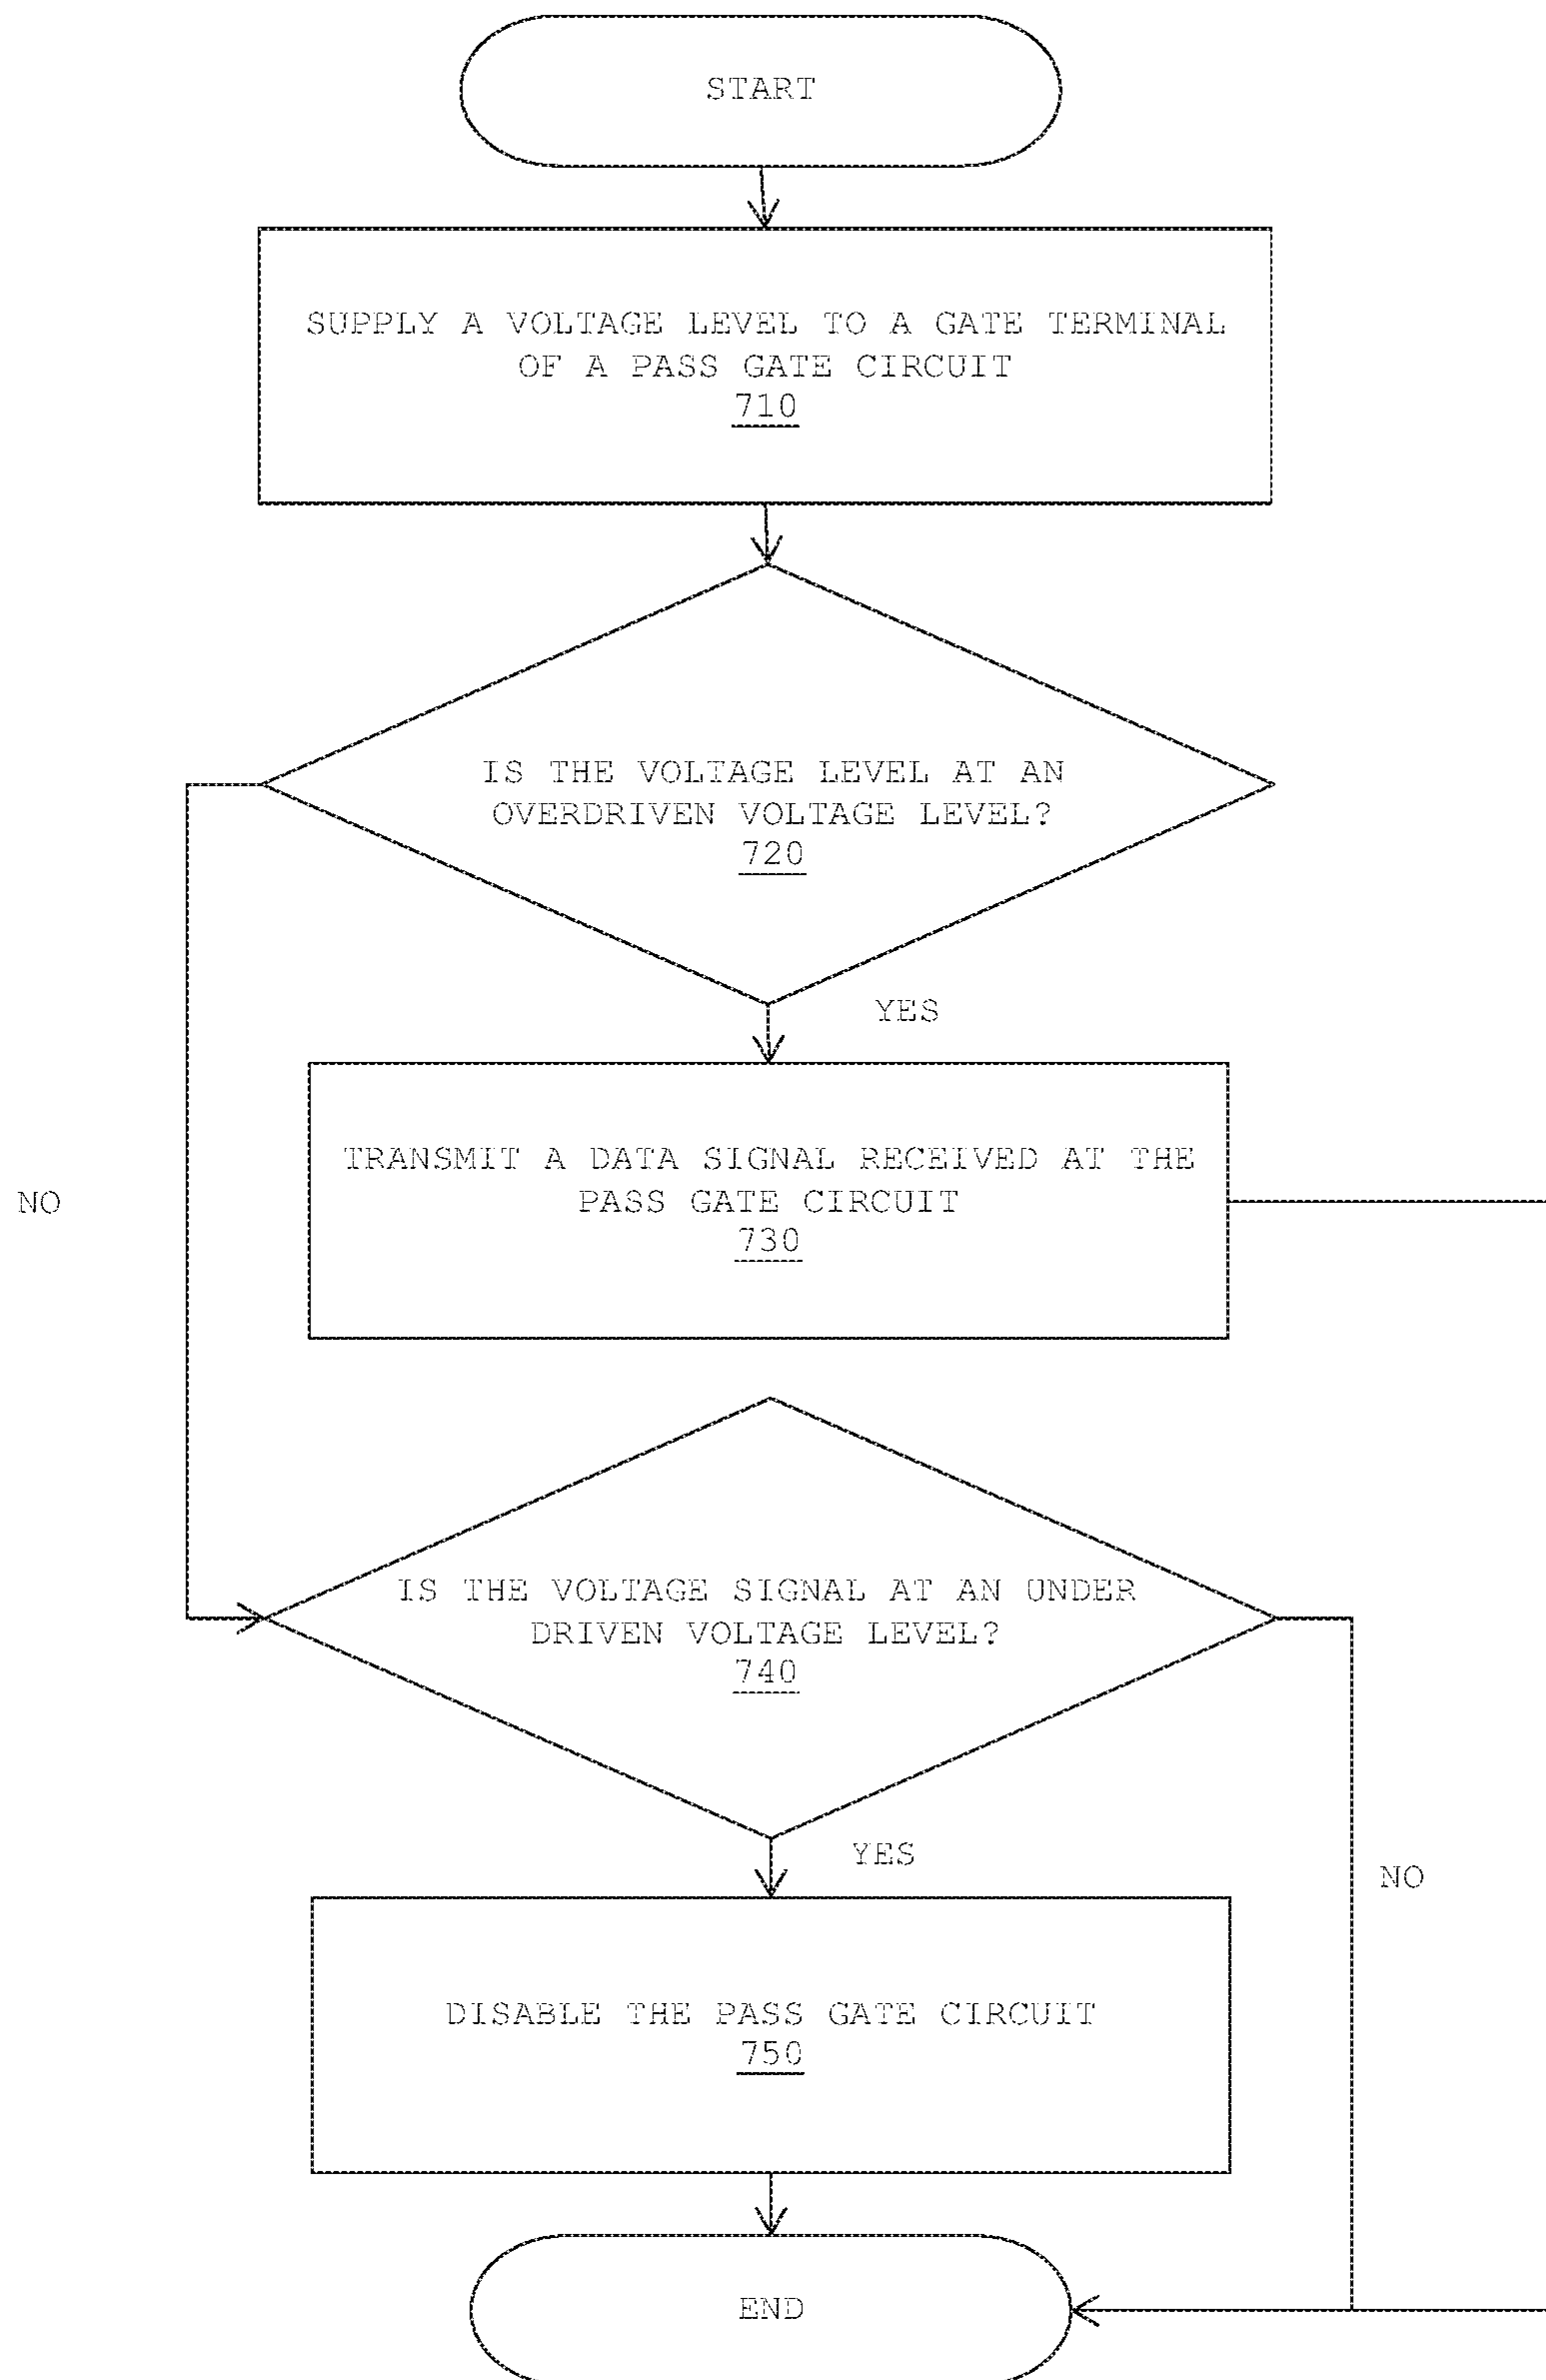 START
SUPPLY A VOLTAGE LEVEL TO A GATE TERMINAL
OF A PASS GATE CIRCUIT
710
IS THE VOLTAGE LEVEL AT AN
OVERDRIVEN VOLTAGE LEVEL?
720
YES
TRANSMIT A DATA SIGNAL RECEIVED AT THE
PASS GATE CIRCUIT
730
NO
IS THE VOLTAGE SIGNAL AT AN UNDER
DRIVEN VOLTAGE LEVEL?
740
YES
NO
DISABLE THE PASS GATE CIRCUIT
750
END